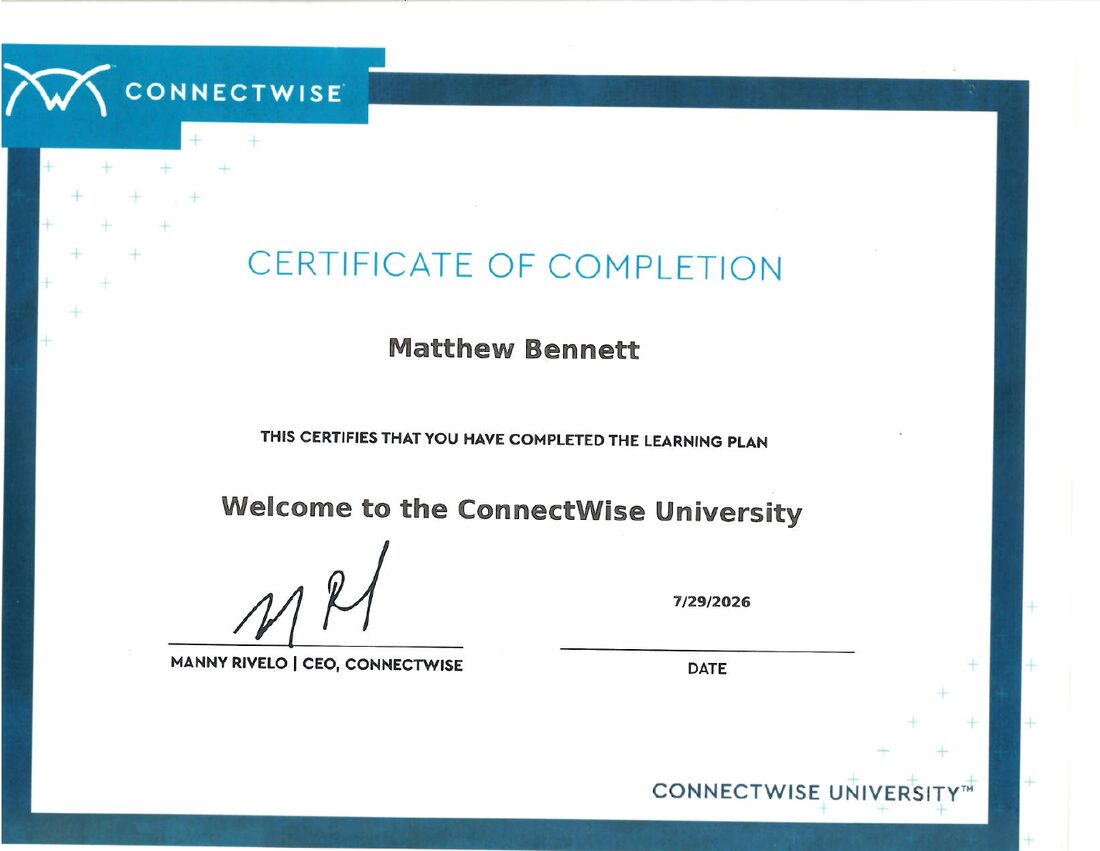 CONNECTWISE
CERTIFICATE OF COMPLETION
Matthew Bennett
THIS CERTIFIES THAT YOU HAVE COMPLETED THE LEARNING PLAN
Welcome to the ConnectWise University
7/29/2026
MANNY RIVELO | CEO, CONNECTWISE
DATE
CONNECTWISE UNIVERSITY™